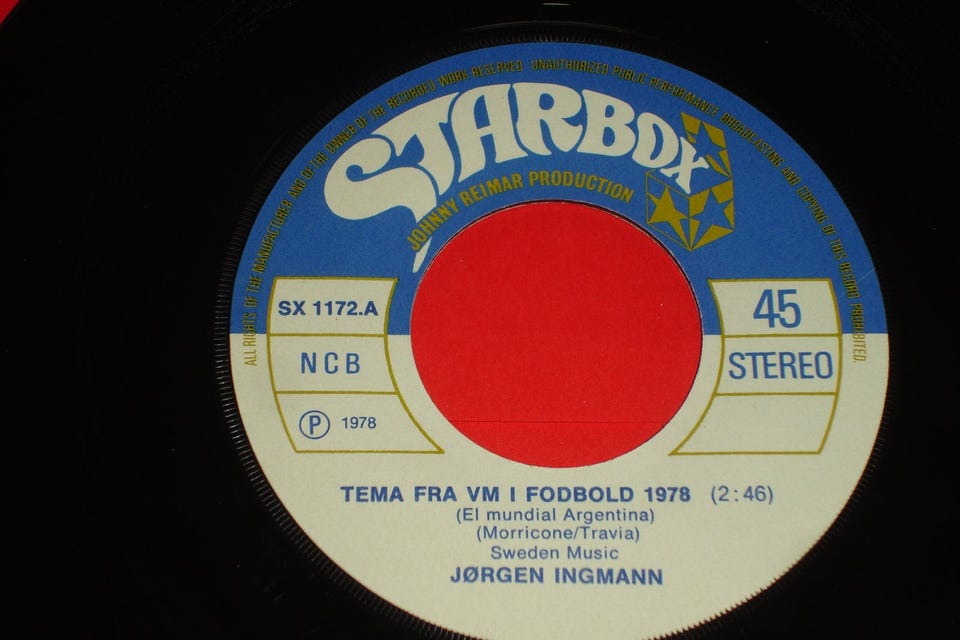 ALL RIGHTS OF THE MANUFACTURER AND OF THE OWNER OF THE RECORDED WORK RESERVED. UNAUTHORIZED PUBLIC PERFORMANCE BROADCASTING AND COPYING OF THIS RECORD PROHIBITED.
STARBOX
JOHNNY REIMAR PRODUCTION
SX 1172.A
45
NCB
STEREO
Ⓟ 1978
TEMA FRA VM I FODBOLD 1978 (2:46)
(El mundial Argentina)
(Morricone/Travia)
Sweden Music
JØRGEN INGMANN